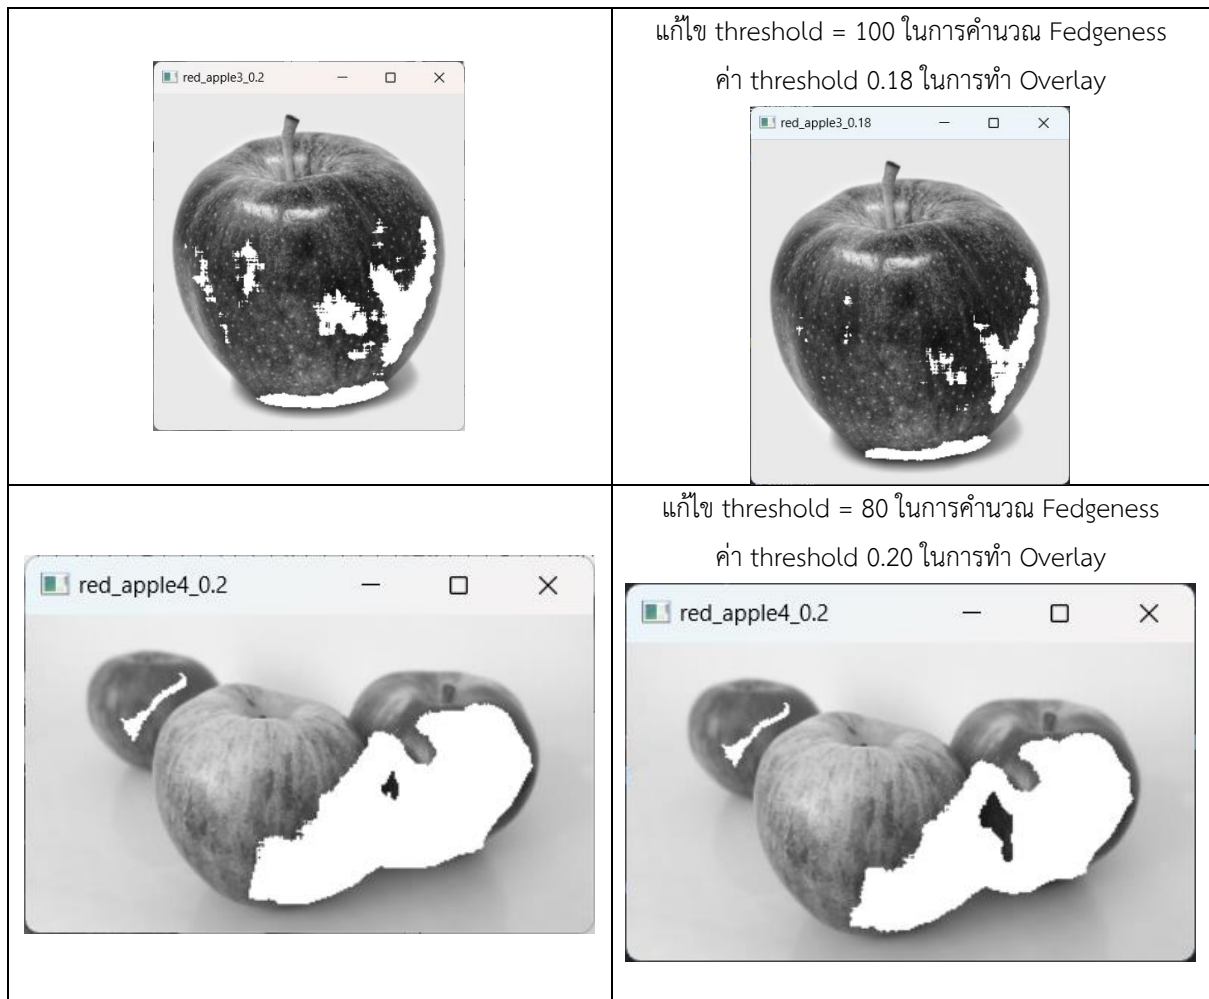 red_apple3_0.2
แก้ไข threshold = 100 ในการคำนวณ Fedgeness
ค่า threshold 0.18 ในการทำ Overlay
red_apple3_0.18
red_apple4_0.2
แก้ไข threshold = 80 ในการคำนวณ Fedgeness
ค่า threshold 0.20 ในการทำ Overlay
red_apple4_0.2